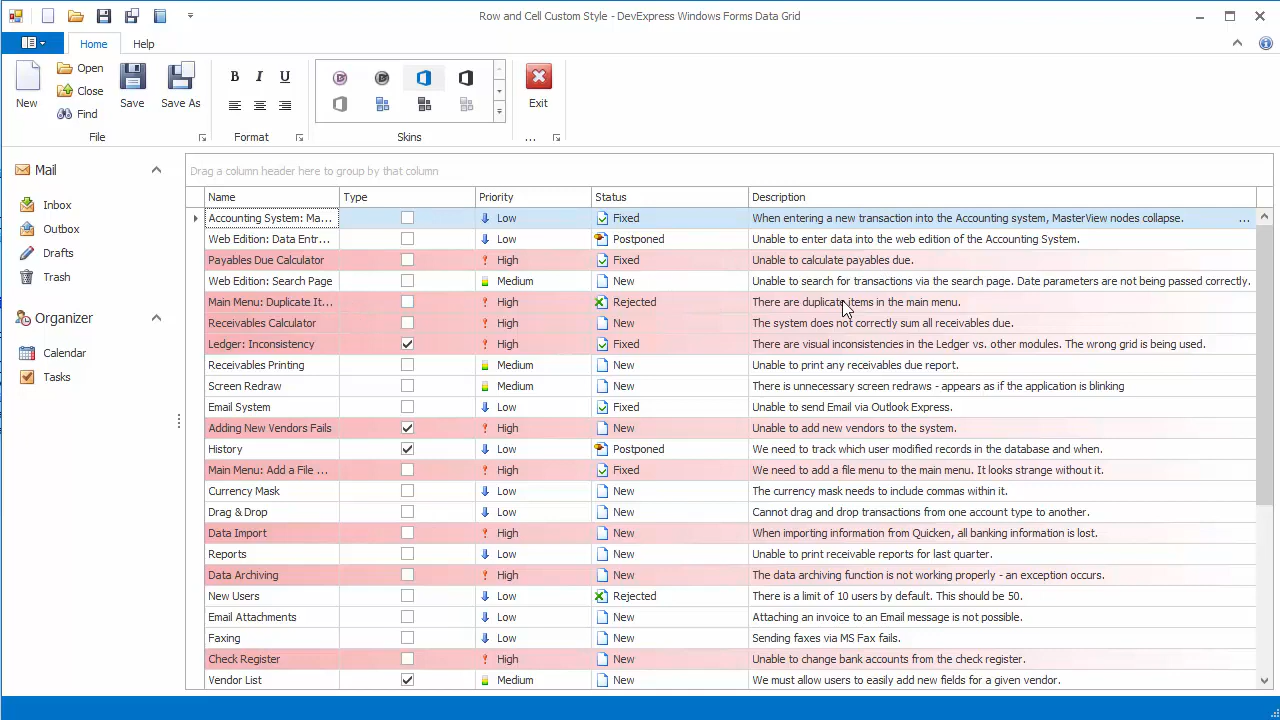 Row and Cell Custom Style - DevExpress Windows Forms Data Grid
Home Help
New Open Close Find Save Save As B I U Exit
File Format Skins ...
Mail
Inbox
Outbox
Drafts
Trash
Organizer
Calendar
Tasks
Drag a column header here to group by that column
Name Type Priority Status Description
Accounting System: Ma... Low Fixed When entering a new transaction into the Accounting system, MasterView nodes collapse. ...
Web Edition: Data Entr... Low Postponed Unable to enter data into the web edition of the Accounting System.
Payables Due Calculator High Fixed Unable to calculate payables due.
Web Edition: Search Page Medium New Unable to search for transactions via the search page. Date parameters are not being passed correctly.
Main Menu: Duplicate It... High Rejected There are duplicate items in the main menu.
Receivables Calculator High New The system does not correctly sum all receivables due.
Ledger: Inconsistency High Fixed There are visual inconsistencies in the Ledger vs. other modules. The wrong grid is being used.
Receivables Printing Medium New Unable to print any receivables due report.
Screen Redraw Medium New There is unnecessary screen redraws - appears as if the application is blinking
Email System Low Fixed Unable to send Email via Outlook Express.
Adding New Vendors Fails High New Unable to add new vendors to the system.
History Low Postponed We need to track which user modified records in the database and when.
Main Menu: Add a File ... High Fixed We need to add a file menu to the main menu. It looks strange without it.
Currency Mask Low New The currency mask needs to include commas within it.
Drag & Drop Low New Cannot drag and drop transactions from one account type to another.
Data Import High New When importing information from Quicken, all banking information is lost.
Reports Low New Unable to print receivable reports for last quarter.
Data Archiving High New The data archiving function is not working properly - an exception occurs.
New Users Low Rejected There is a limit of 10 users by default. This should be 50.
Email Attachments Low New Attaching an invoice to an Email message is not possible.
Faxing Low New Sending faxes via MS Fax fails.
Check Register High New Unable to change bank accounts from the check register.
Vendor List Medium New We must allow users to easily add new fields for a given vendor.